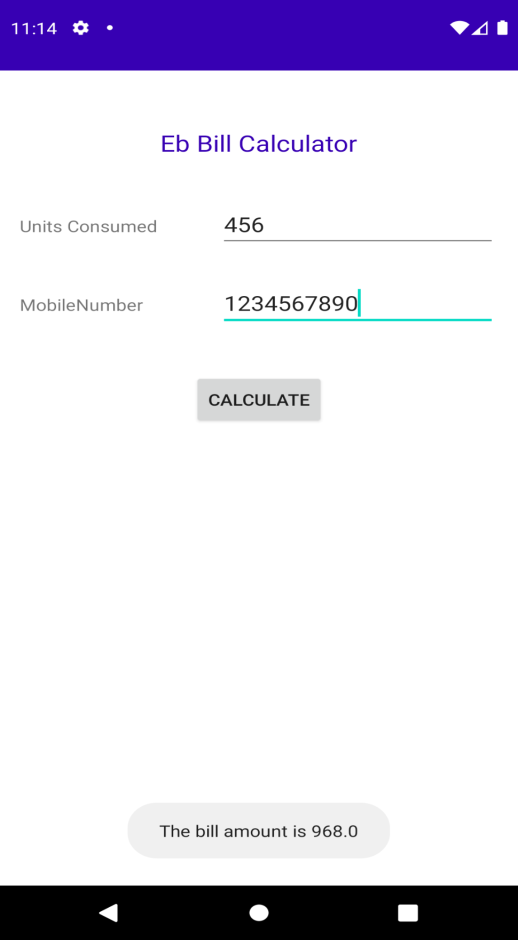 11:14
Eb Bill Calculator
Units Consumed 456
MobileNumber 1234567890
CALCULATE
The bill amount is 968.0